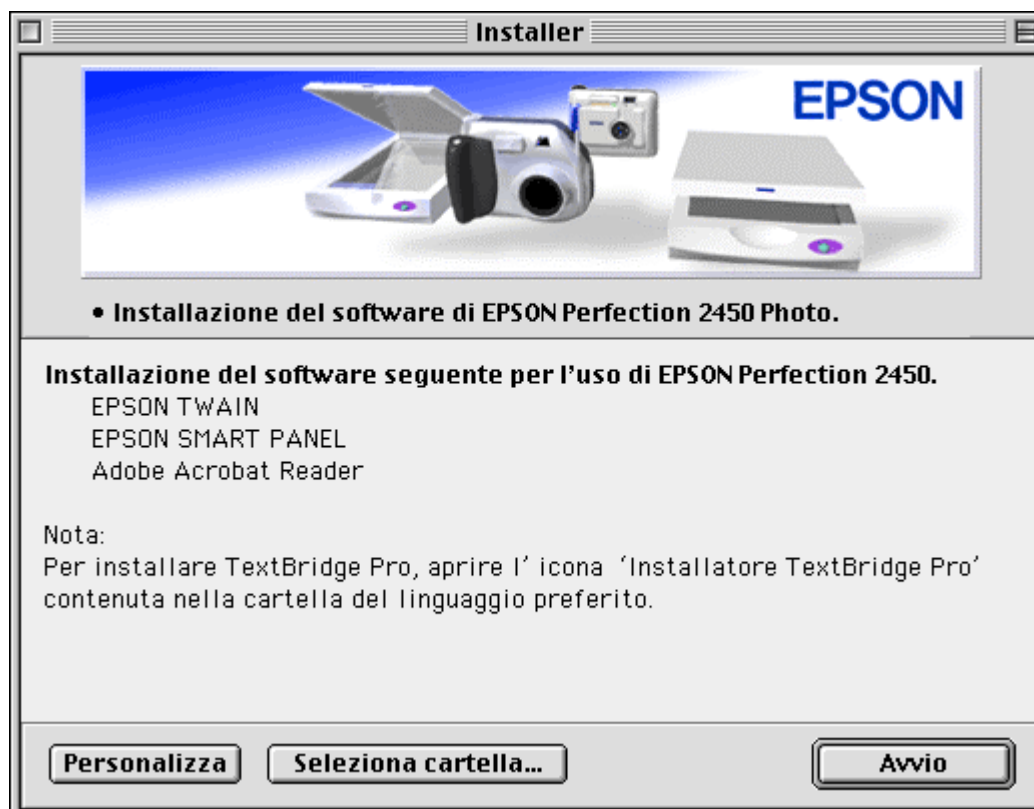 Installer
EPSON
• Installazione del software di EPSON Perfection 2450 Photo.
Installazione del software seguente per l'uso di EPSON Perfection 2450.
EPSON TWAIN
EPSON SMART PANEL
Adobe Acrobat Reader
Nota:
Per installare TextBridge Pro, aprire l' icona 'Installatore TextBridge Pro'
contenuta nella cartella del linguaggio preferito.
Personalizza
Seleziona cartella...
Avvio